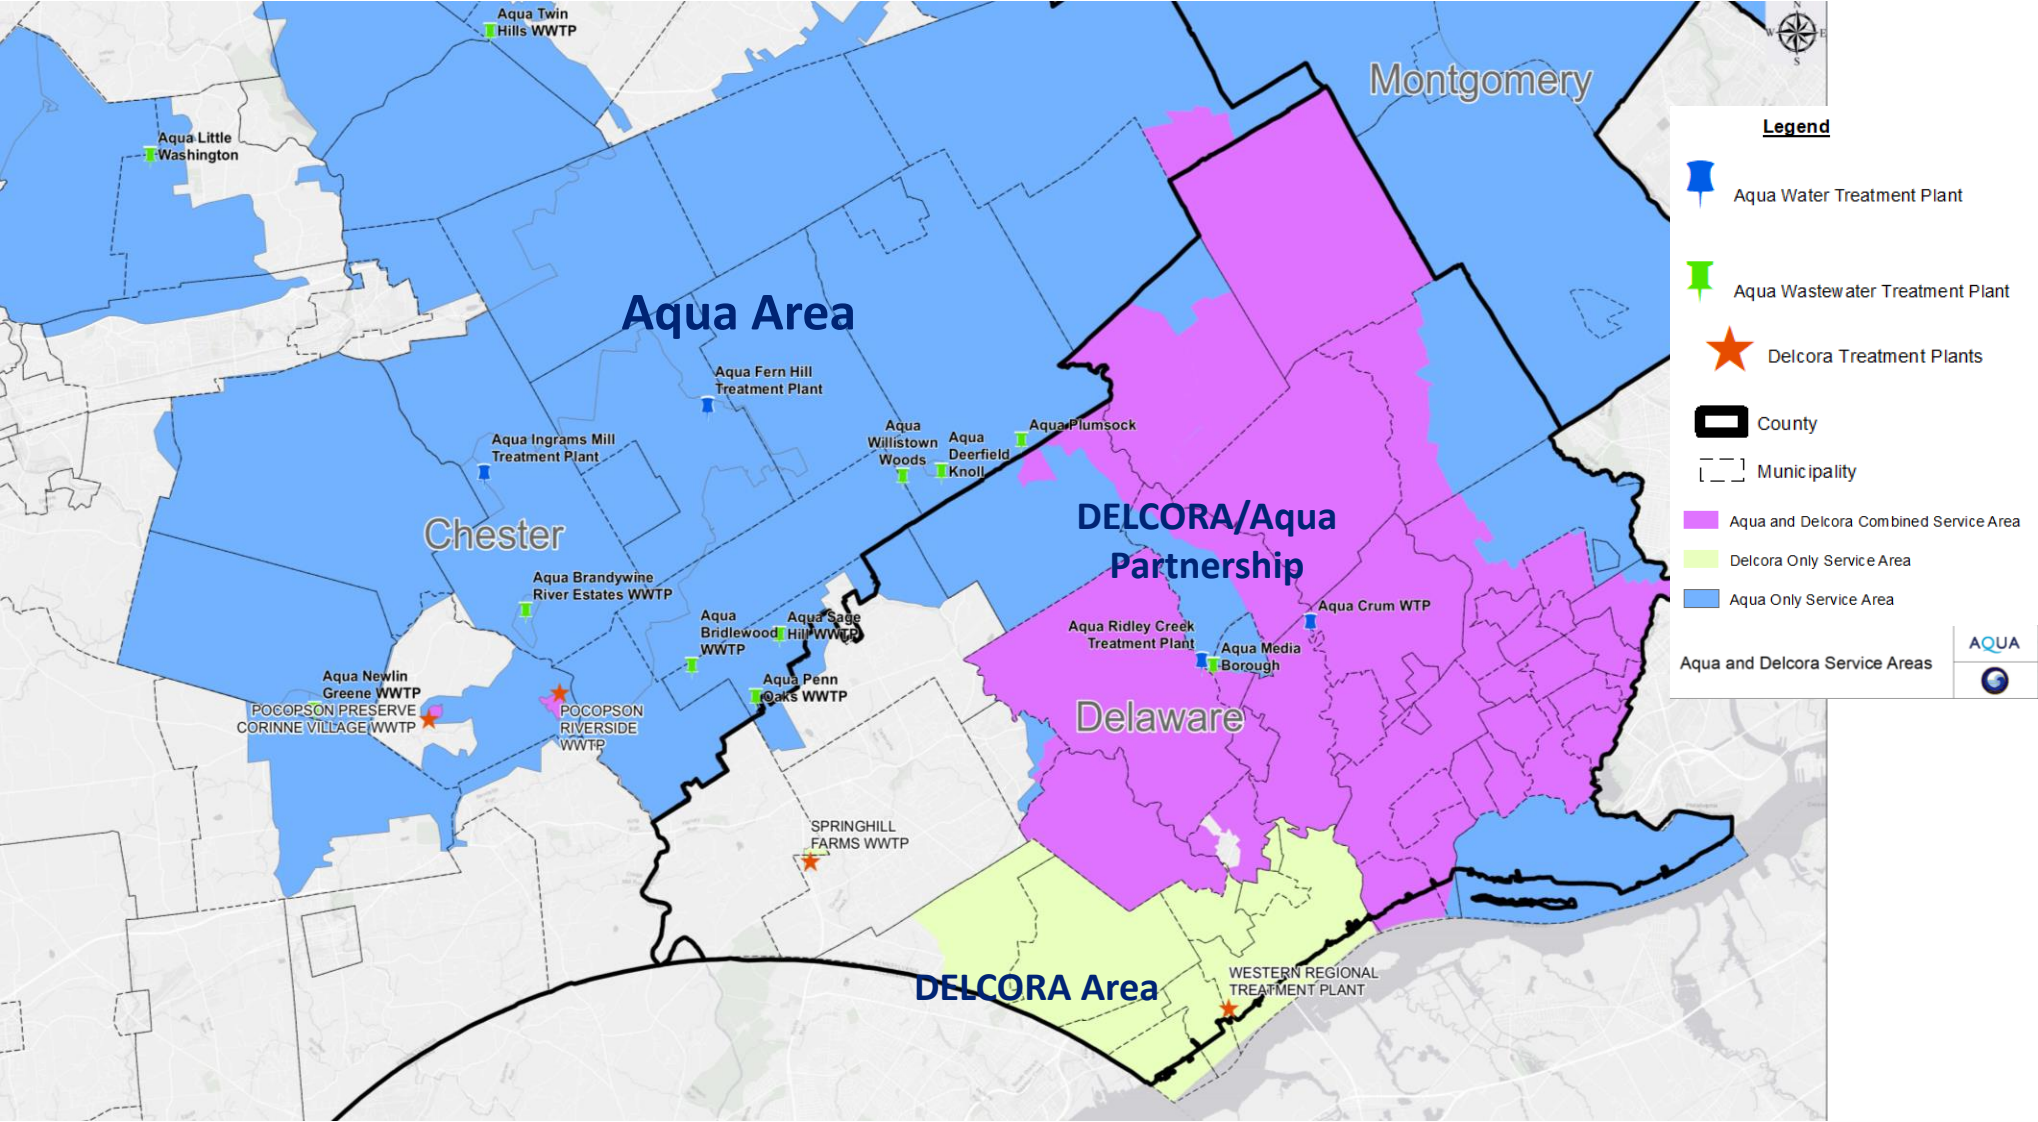 Aqua Twin
Hills WWTP
N
W
E
S
Montgomery
Aqua Little
Washington
Legend
Aqua Water Treatment Plant
Aqua Wastewater Treatment Plant
Delcora Treatment Plants
County
Municipality
Aqua and Delcora Combined Service Area
Delcora Only Service Area
Aqua Only Service Area
Aqua and Delcora Service Areas
AQUA
Aqua Area
Aqua Fern Hill
Treatment Plant
Aqua Ingrams Mill
Treatment Plant
Aqua
Willistown
Woods
Aqua
Deerfield
Knoll
Aqua Plumsock
Chester
DELCORA/Aqua
Partnership
Aqua Brandywine
River Estates WWTP
Aqua
Bridlewood
WWTP
Aqua Sage
Hill WWTP
Aqua Crum WTP
Aqua Ridley Creek
Treatment Plant
Aqua Media
Borough
Aqua Newlin
Greene WWTP
POCOPSON PRESERVE
CORINNE VILLAGE WWTP
POCOPSON
RIVERSIDE
WWTP
Aqua Penn
Oaks WWTP
Delaware
SPRINGHILL
FARMS WWTP
DELCORA Area
WESTERN REGIONAL
TREATMENT PLANT